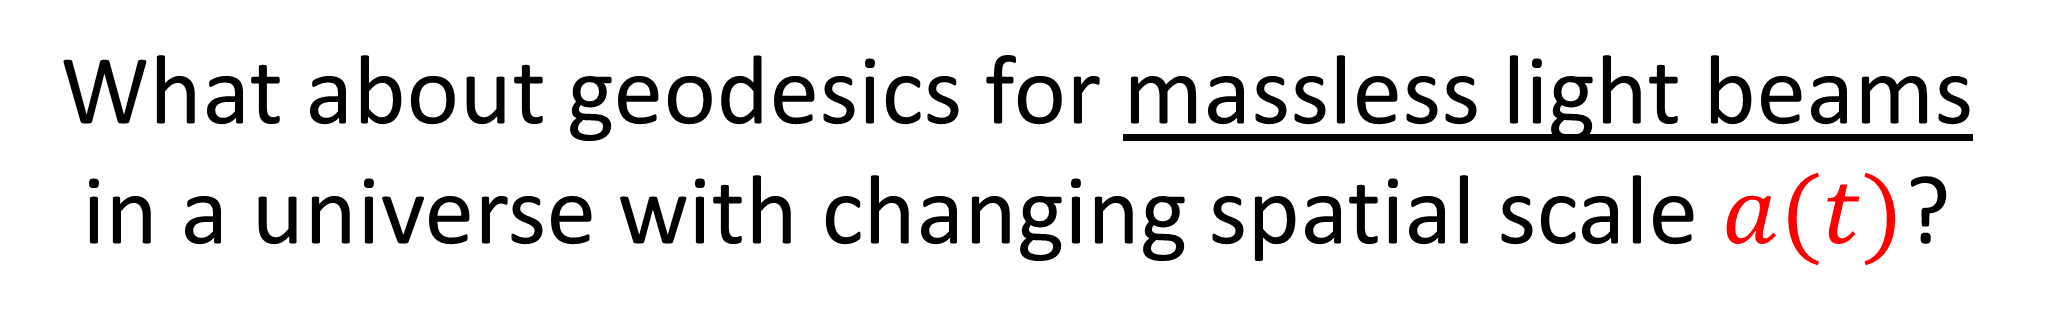 What about geodesics for massless light beams
in a universe with changing spatial scale a(t)?